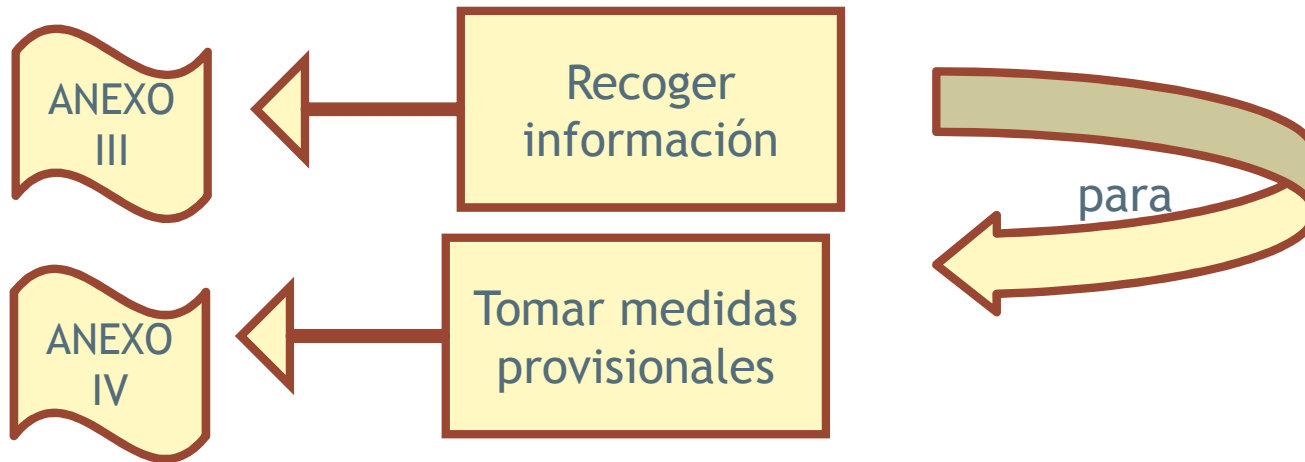 ANEXO
III
Recoger
información
para
ANEXO
IV
Tomar medidas
provisionales